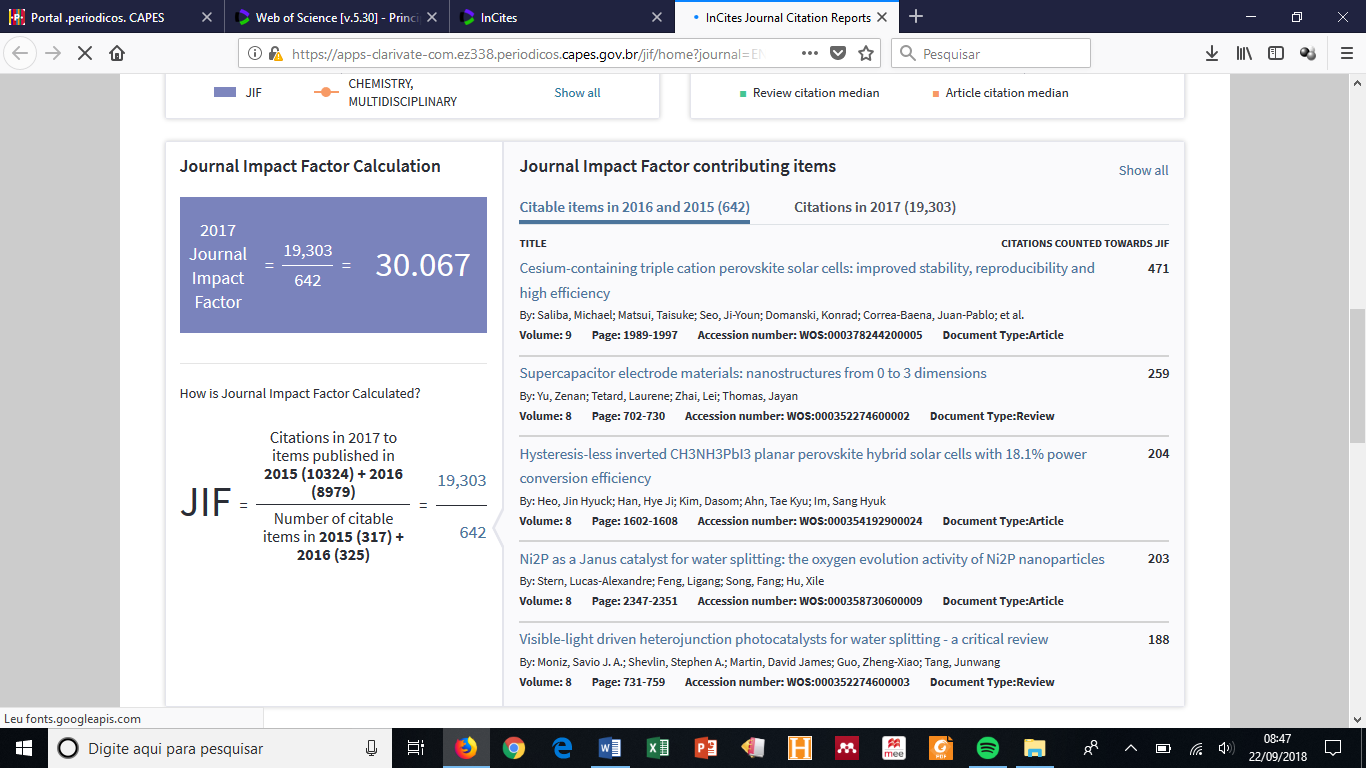 Portal .periodicos. CAPES
Web of Science [v.5.30] - Princi
InCites
InCites Journal Citation Reports
https://apps-clarivate-com.ez338.periodicos.capes.gov.br/jif/home?journal=EN
Pesquisar
JIF
CHEMISTRY,
MULTIDISCIPLINARY
Show all
Review citation median
Article citation median
Journal Impact Factor Calculation
2017
Journal
Impact
Factor
= 19,303
642
= 30.067
How is Journal Impact Factor Calculated?
JIF =
Citations in 2017 to
items published in
2015 (10324) + 2016
(8979)
Number of citable
items in 2015 (317) +
2016 (325)
= 19,303
642
Journal Impact Factor contributing items
Show all
Citable items in 2016 and 2015 (642)
Citations in 2017 (19,303)
TITLE
CITATIONS COUNTED TOWARDS JIF
Cesium-containing triple cation perovskite solar cells: improved stability, reproducibility and
high efficiency
471
By: Saliba, Michael; Matsui, Taisuke; Seo, Ji-Youn; Domanski, Konrad; Correa-Baena, Juan-Pablo; et al.
Volume: 9 Page: 1989-1997 Accession number: WOS:000378244200005 Document Type:Article
Supercapacitor electrode materials: nanostructures from 0 to 3 dimensions
259
By: Yu, Zenan; Tetard, Laurene; Zhai, Lei; Thomas, Jayan
Volume: 8 Page: 702-730 Accession number: WOS:000352274600002 Document Type:Review
Hysteresis-less inverted CH3NH3PbI3 planar perovskite hybrid solar cells with 18.1% power
conversion efficiency
204
By: Heo, Jin Hyuck; Han, Hye Ji; Kim, Dasom; Ahn, Tae Kyu; Im, Sang Hyuk
Volume: 8 Page: 1602-1608 Accession number: WOS:000354192900024 Document Type:Article
Ni2P as a Janus catalyst for water splitting: the oxygen evolution activity of Ni2P nanoparticles
203
By: Stern, Lucas-Alexandre; Feng, Ligang; Song, Fang; Hu, Xile
Volume: 8 Page: 2347-2351 Accession number: WOS:000358730600009 Document Type:Article
Visible-light driven heterojunction photocatalysts for water splitting - a critical review
188
By: Moniz, Savio J. A.; Shevlin, Stephen A.; Martin, David James; Guo, Zheng-Xiao; Tang, Junwang
Volume: 8 Page: 731-759 Accession number: WOS:000352274600003 Document Type:Review
Leu fonts.googleapis.com
Digite aqui para pesquisar
mee
PDF
08:47
22/09/2018